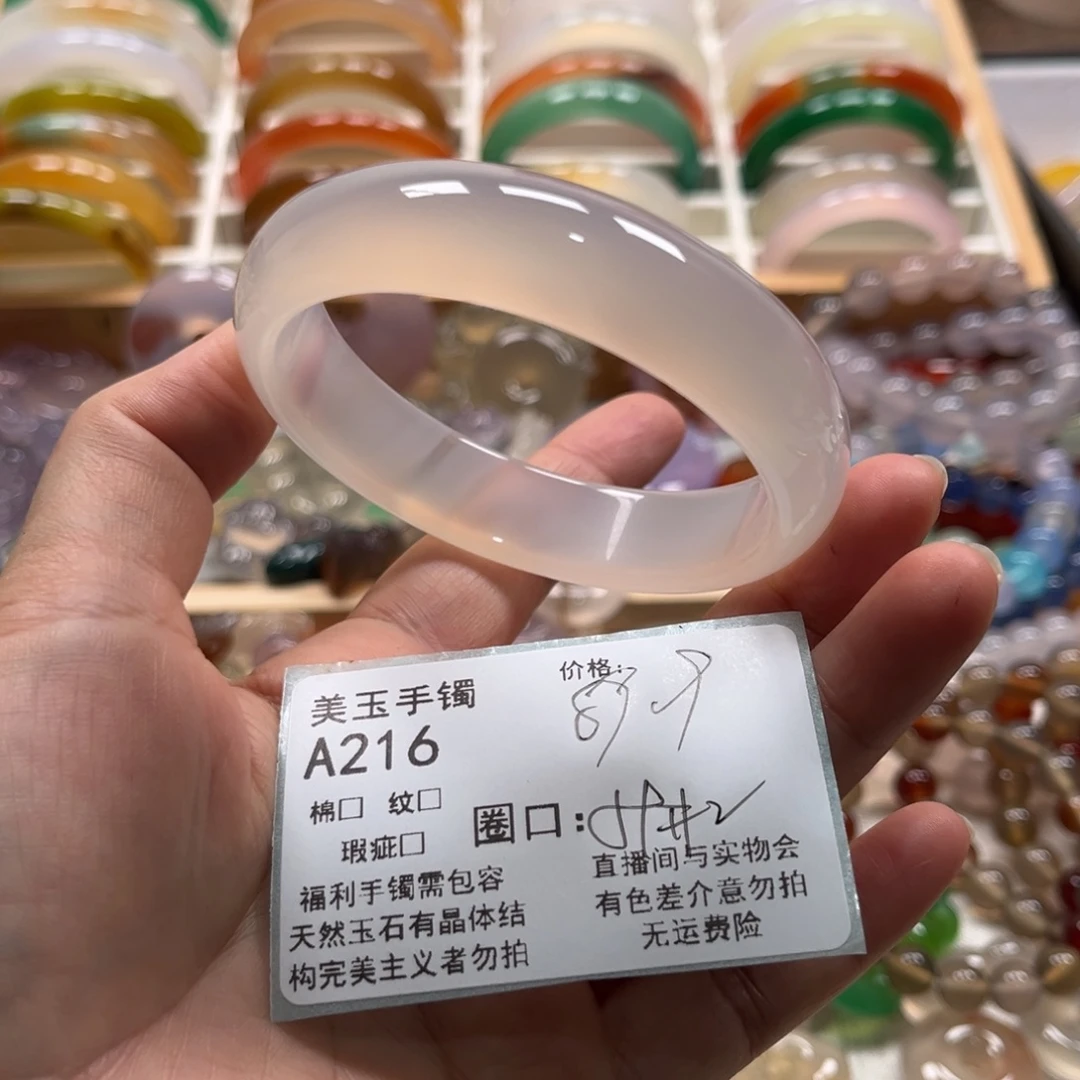 美玉手镯
A216
价格:
棉□ 纹□
瑕疵□
圈口:
福利手镯需包容
天然玉石有晶体结
构完美主义者勿拍
直播间与实物会
有色差介意勿拍
无运费险